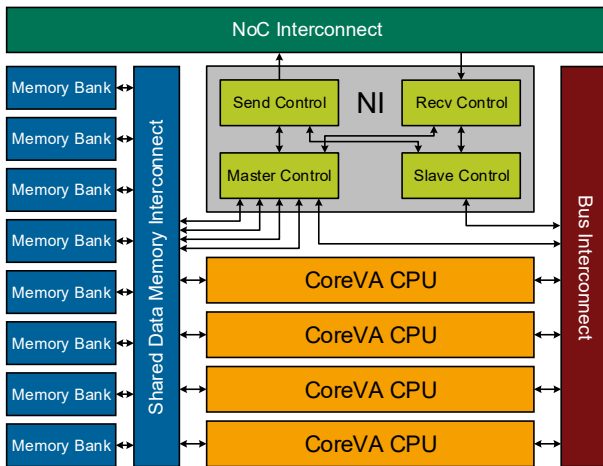 NoC Interconnect
Memory Bank
Memory Bank
Memory Bank
Memory Bank
Memory Bank
Memory Bank
Memory Bank
Memory Bank
Shared Data Memory Interconnect
Send Control
NI
Recv Control
Master Control
Slave Control
CoreVA CPU
CoreVA CPU
CoreVA CPU
CoreVA CPU
Bus Interconnect